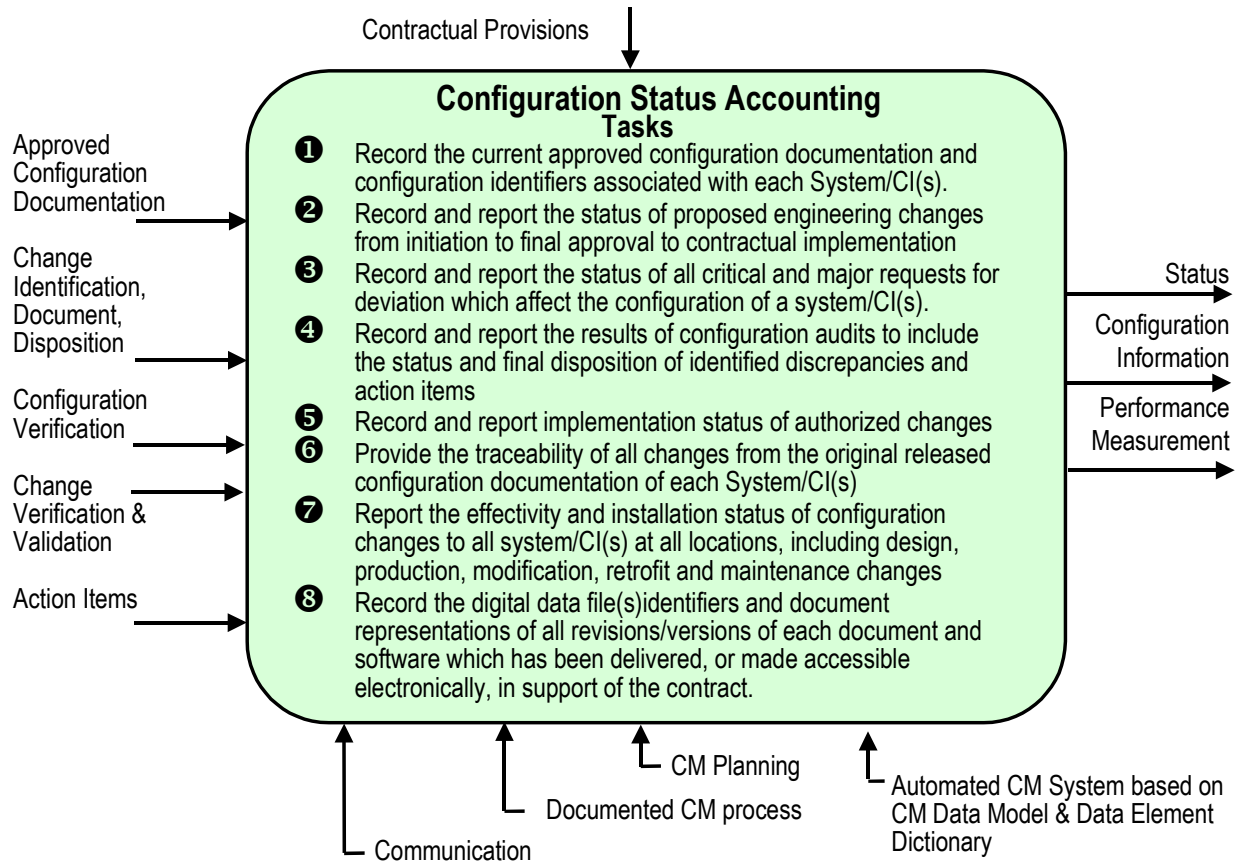 Contractual Provisions
Configuration Status Accounting
Tasks
❶ Record the current approved configuration documentation and
configuration identifiers associated with each System/CI(s).
❷ Record and report the status of proposed engineering changes
from initiation to final approval to contractual implementation
❸ Record and report the status of all critical and major requests for
deviation which affect the configuration of a system/CI(s).
❹ Record and report the results of configuration audits to include
the status and final disposition of identified discrepancies and
action items
❺ Record and report implementation status of authorized changes
❻ Provide the traceability of all changes from the original released
configuration documentation of each System/CI(s)
❼ Report the effectivity and installation status of configuration
changes to all system/CI(s) at all locations, including design,
production, modification, retrofit and maintenance changes
❽ Record the digital data file(s)identifiers and document
representations of all revisions/versions of each document and
software which has been delivered, or made accessible
electronically, in support of the contract.
Approved
Configuration
Documentation
Change
Identification,
Document,
Disposition
Configuration
Verification
Change
Verification &
Validation
Action Items
Status
Configuration
Information
Performance
Measurement
CM Planning
Documented CM process
Communication
Automated CM System based on
CM Data Model & Data Element
Dictionary